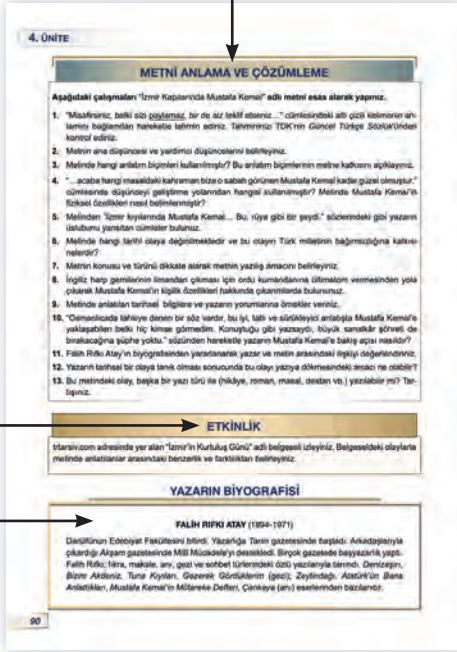 4. ÜNİTE
METNİ ANLAMA VE ÇÖZÜMLEME
Aşağıdaki çalışmaları "İzmir Kapılarında Mustafa Kemal" adlı metni esas alarak yapınız.
1. "Misafirsiniz, belki sizi paylamaz, bir de siz teklif etseniz..." cümlesindeki altı çizili kelimenin an-
lamını bağlamdan hareketle tahmin ediniz. Tahmininizi TDK'nin Güncel Türkçe Sözlük'ünden
kontrol ediniz.
2. Metnin ana düşüncesi ve yardımcı düşüncelerini belirleyiniz.
3. Metinde hangi anlatım biçimleri kullanılmıştır? Bu anlatım biçimlerinin metne katkısını açıklayınız.
4. "...acaba hangi masaldaki kahraman bize o sabah görünen Mustafa Kemal kadar güzel olmuştur."
cümlesinde düşünceyi geliştirme yollarından hangisi kullanılmıştır? Metinde Mustafa Kemal'in
fiziksel özellikleri nasıl betimlenmiştir?
5. Metinden "İzmir kıyılarında Mustafa Kemal... Bu, rüya gibi bir şeydi." sözlerindeki gibi yazarın
üslubunu yansıtan cümleler bulunuz.
6. Metinde hangi tarihî olaya değinilmektedir ve bu olayın Türk milletinin bağımsızlığına katkısı
nelerdir?
7. Metnin konusu ve türünü dikkate alarak metnin yazılış amacını belirleyiniz.
8. İngiliz harp gemilerinin limandan çıkması için ordu kumandanına ültimatom vermesinden yola
çıkarak Mustafa Kemal'in kişilik özellikleri hakkında çıkarımlarda bulununuz.
9. Metinde anlatılan tarihsel bilgilere ve yazarın yorumlarına örnekler veriniz.
10. "Osmanlıcada talâkat denen bir söz vardır, bu iyi, tatlı ve sürükleyici anlatışta Mustafa Kemal'e
yaklaşabilen belki hiç kimse görmedim. Konuştuğu gibi yazsaydı, büyük sanatkâr şöhreti de
bırakacağına şüphe yoktu." sözünden hareketle yazarın Mustafa Kemal'e bakış açısı nasıldır?
11. Falih Rıfkı Atay'ın biyografisinden yararlanarak yazar ve metin arasındaki ilişkiyi değerlendiriniz.
12. Yazarın tarihsel bir olaya tanık olması sonucunda bu olayı yazıya dökmesindeki amacı ne olabilir?
13. Bu metindeki olay, başka bir yazı türü ile (hikâye, roman, masal, destan vb.) yazılabilir mi? Tar-
tışınız.
ETKİNLİK
trtarsiv.com adresinde yer alan "İzmir'in Kurtuluş Günü" adlı belgeseli izleyiniz. Belgeseldeki olaylarla
metinde anlatılanlar arasındaki benzerlik ve farklılıkları belirleyiniz.
YAZARIN BİYOGRAFİSİ
FALİH RIFKI ATAY (1894-1971)
Darülfünun Edebiyat Fakültesini bitirdi. Yazarlığa Tanin gazetesinde başladı. Arkadaşlarıyla
çıkardığı Akşam gazetesinde Millî Mücadele'yi destekledi. Birçok gazetede başyazarlık yaptı.
Falih Rıfkı; fıkra, makale, anı, gezi ve sohbet türlerindeki özlü yazılarıyla tanındı. Denizaşırı,
Bizim Akdeniz, Tuna Kıyıları, Gezerek Gördüklerim (gezi); Zeytindağı, Atatürk'ün Bana
Anlattıkları, Mustafa Kemal'in Mütareke Defteri, Çankaya (anı) eserlerinden bazılarıdır.
90